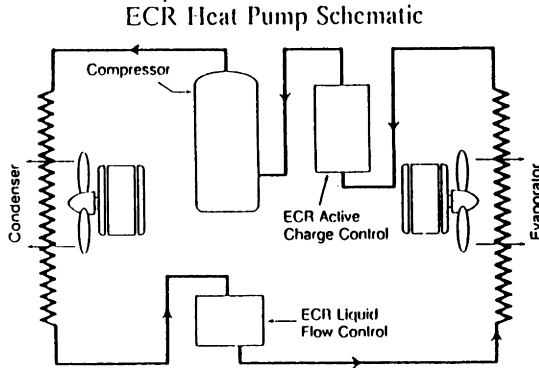 ECR Heat Pump Schematic
Compressor
Condenser
ECR Active
Charge Control
Evaporator
ECR Liquid
Flow Control